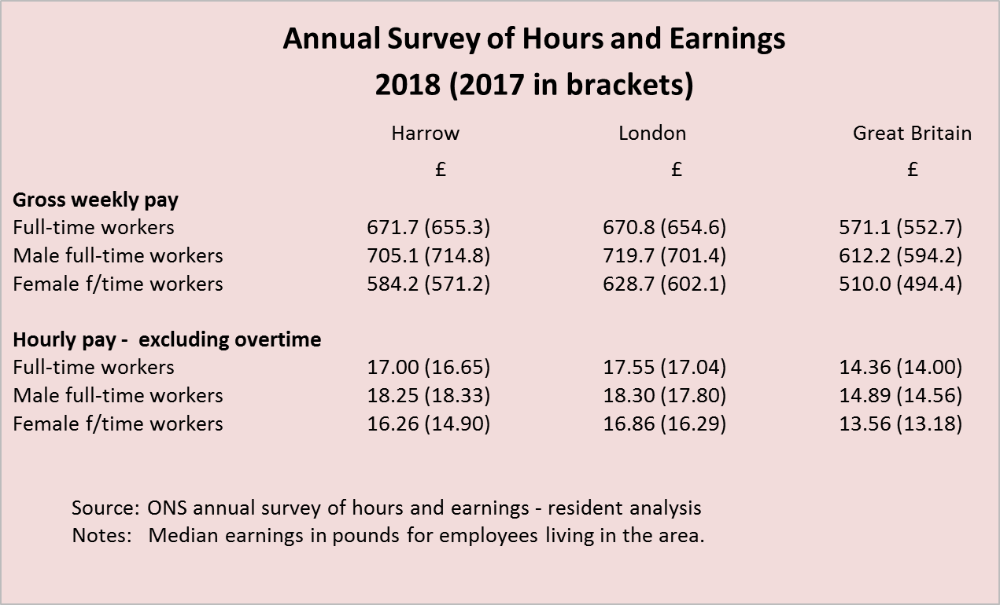 Annual Survey of Hours and Earnings
2018 (2017 in brackets)
Harrow London Great Britain
£ £ £
Gross weekly pay
Full-time workers 671.7 (655.3) 670.8 (654.6) 571.1 (552.7)
Male full-time workers 705.1 (714.8) 719.7 (701.4) 612.2 (594.2)
Female f/time workers 584.2 (571.2) 628.7 (602.1) 510.0 (494.4)
Hourly pay - excluding overtime
Full-time workers 17.00 (16.65) 17.55 (17.04) 14.36 (14.00)
Male full-time workers 18.25 (18.33) 18.30 (17.80) 14.89 (14.56)
Female f/time workers 16.26 (14.90) 16.86 (16.29) 13.56 (13.18)
Source: ONS annual survey of hours and earnings - resident analysis
Notes: Median earnings in pounds for employees living in the area.